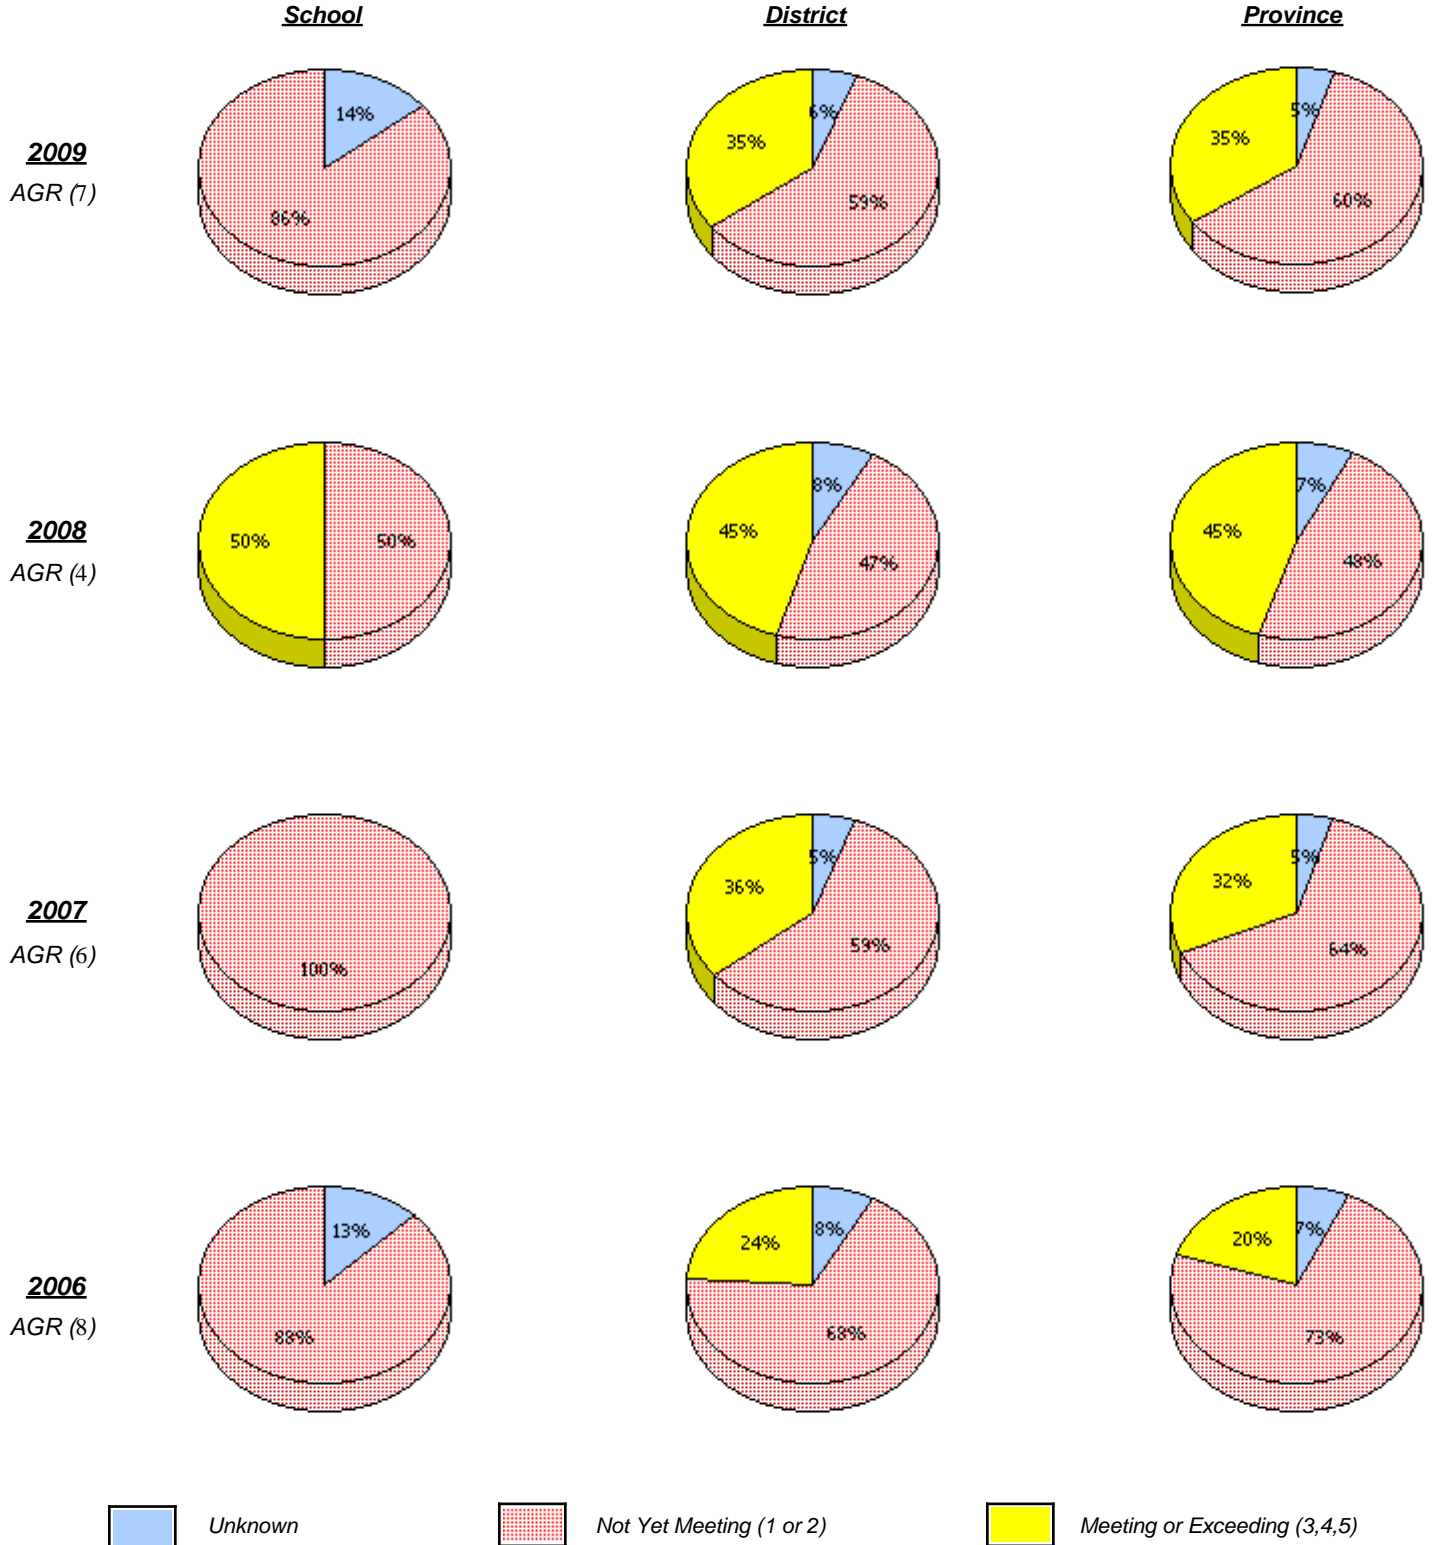 School District Province
14% 6% 5%
35% 35%
2009
AGR (7)
86% 59% 60%
8% 7%
50% 50% 45% 47% 45% 48%
2008
AGR (4)
5% 5%
36% 32%
2007
AGR (6)
100% 59% 64%
13% 24% 8% 20% 7%
2006
AGR (8)
88% 68% 73%
Unknown Not Yet Meeting (1 or 2) Meeting or Exceeding (3,4,5)